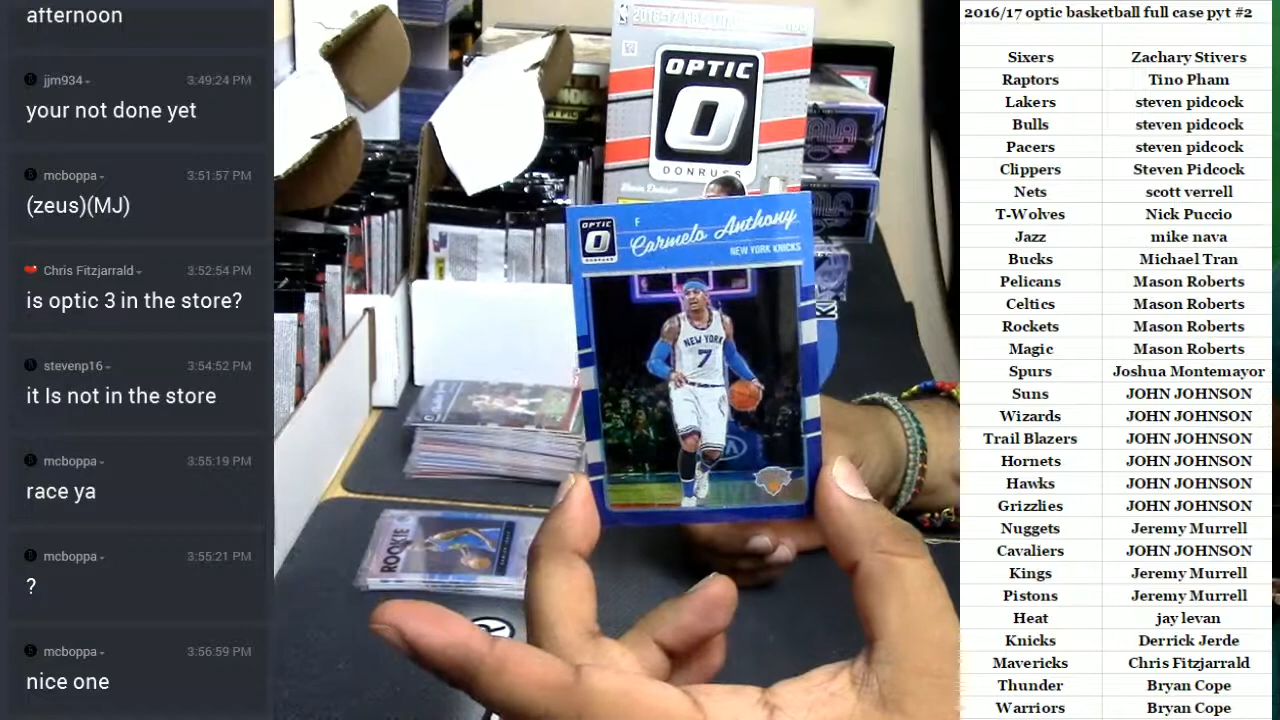 afternoon
jjm934 3:49:24 PM
your not done yet
mcboppa 3:51:57 PM
(zeus)(MJ)
Chris Fitzjarrald 3:52:54 PM
is optic 3 in the store?
stevenp16 3:54:52 PM
it Is not in the store
mcboppa 3:55:19 PM
race ya
mcboppa 3:55:21 PM
?
mcboppa 3:56:59 PM
nice one
OPTIC
DONRUSS
OPTIC
F
Carmelo Anthony
NEW YORK KNICKS
NEW YORK
7
KIA
ROOKIE
2016/17 optic basketball full case pyt #2
Sixers Zachary Stivers
Raptors Tino Pham
Lakers steven pidcock
Bulls steven pidcock
Pacers steven pidcock
Clippers Steven Pidcock
Nets scott verrell
T-Wolves Nick Puccio
Jazz mike nava
Bucks Michael Tran
Pelicans Mason Roberts
Celtics Mason Roberts
Rockets Mason Roberts
Magic Mason Roberts
Spurs Joshua Montemayor
Suns JOHN JOHNSON
Wizards JOHN JOHNSON
Trail Blazers JOHN JOHNSON
Hornets JOHN JOHNSON
Hawks JOHN JOHNSON
Grizzlies JOHN JOHNSON
Nuggets Jeremy Murrell
Cavaliers JOHN JOHNSON
Kings Jeremy Murrell
Pistons Jeremy Murrell
Heat jay levan
Knicks Derrick Jerde
Mavericks Chris Fitzjarrald
Thunder Bryan Cope
Warriors Bryan Cope